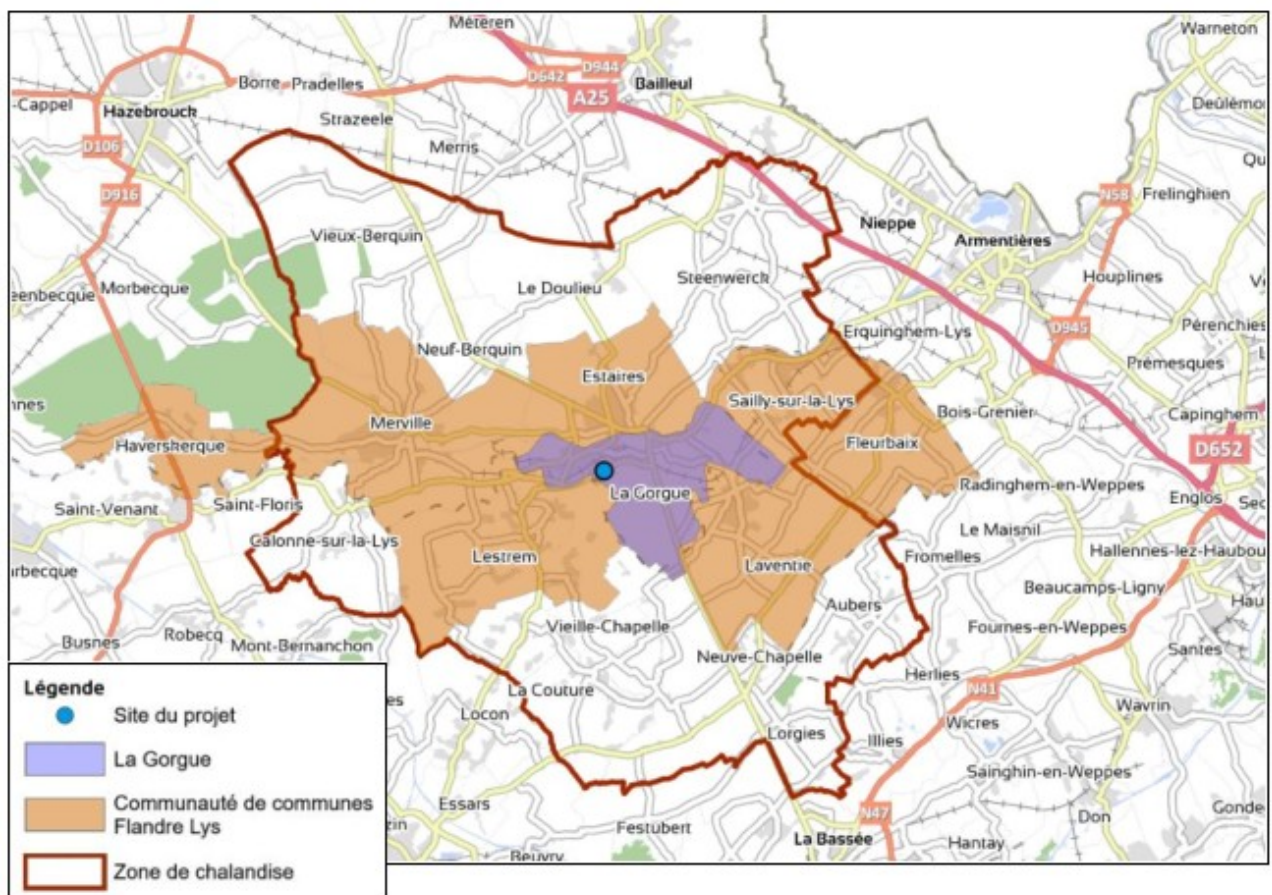 Méteren
Warneton
D944
D642
Bailleul
A25
Borre
Pradelles
-Cappel
Hazebrouck
Strazeele
Deûlémon
D106
Merris
D916
N58
Frelinghien
Nieppe
Armentières
Vieux-Berquin
Steenwerck
Houplines
Morbecque
Le Doulieu
eenbecque
Erquinghem-Lys
D945
Pérenchies
Neuf-Berquin
Prémesques
Estaires
Sailly-sur-la-Lys
Bois-Grenier
Capinghem
Merville
Haverskerque
Fleurbaix
D652
La Gorgue
Radinghem-en-Weppes
Englos
Saint-Venant
Saint-Floris
Le Maisnil
Calonne-sur-la-Lys
Lestrem
Laventie
Fromelles
Hallennes-lez-Haubou
Beaucamps-Ligny
Aubers
Busnes
Robecq
Mont-Bernanchon
Vieille-Chapelle
Fournes-en-Weppes
Santes
Neuve-Chapelle
Herlies
N41
La Couture
Locon
Wavrin
Wicres
Lorgies
Illies
Sainghin-en-Weppes
Essars
N47
Don
Festubert
La Bassée
Hantay
Beuvry
Légende
Site du projet
La Gorgue
Communauté de communes
Flandre Lys
Zone de chalandise